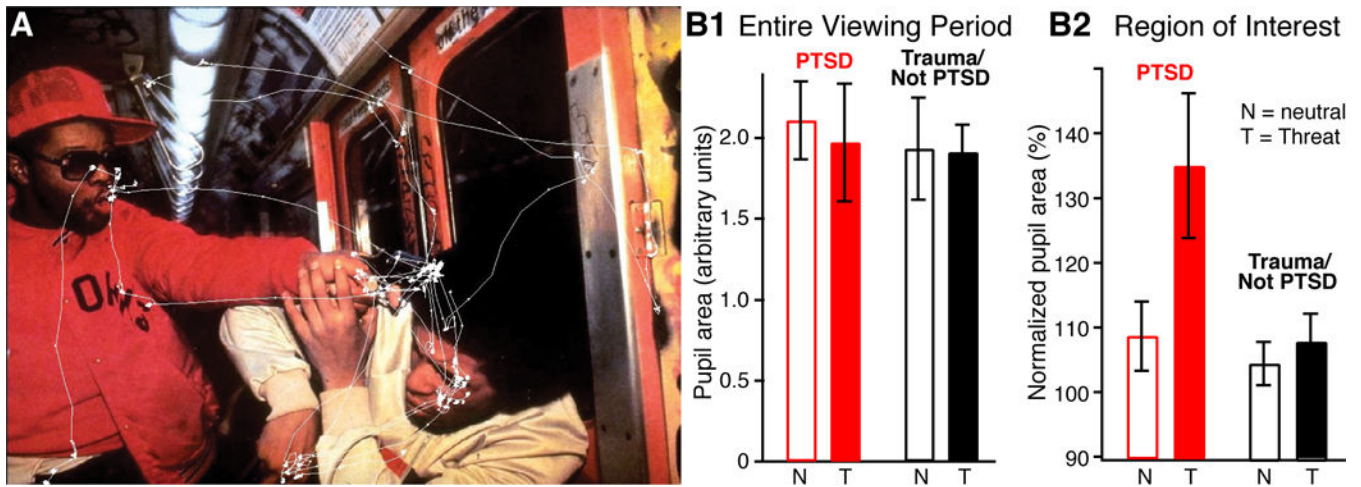 A
Oh
B1 Entire Viewing Period
PTSD
Trauma/
Not PTSD
Pupil area (arbitrary units)
2.0
1.5
1.0
0.5
0
N T N T
B2 Region of Interest
PTSD
N = neutral
T = Threat
Trauma/
Not PTSD
Normalized pupil area (%)
140
130
120
110
100
90
N T N T